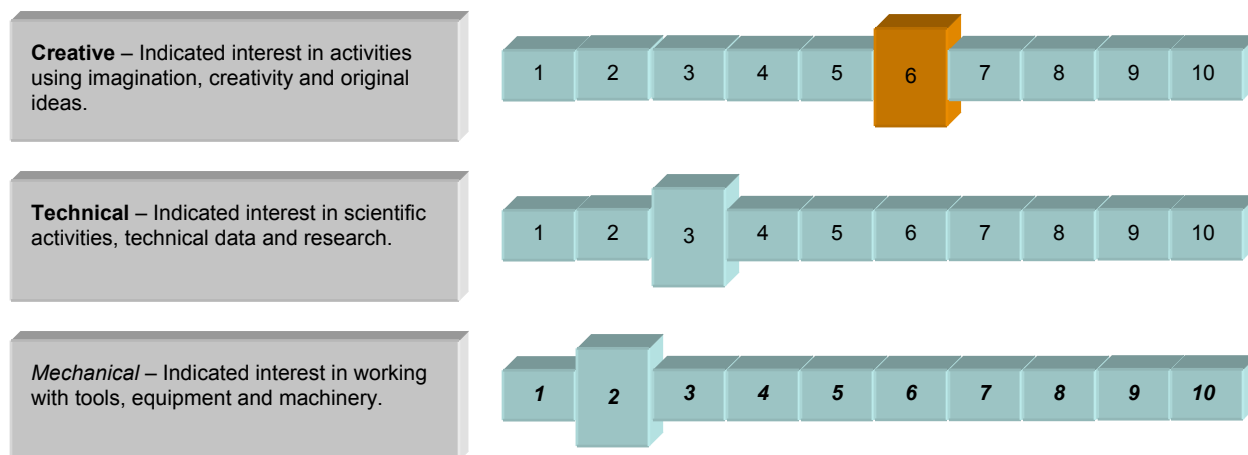 Creative – Indicated interest in activities
using imagination, creativity and original
ideas.
1 2 3 4 5 6 7 8 9 10
Technical – Indicated interest in scientific
activities, technical data and research.
1 2 3 4 5 6 7 8 9 10
Mechanical – Indicated interest in working
with tools, equipment and machinery.
1 2 3 4 5 6 7 8 9 10